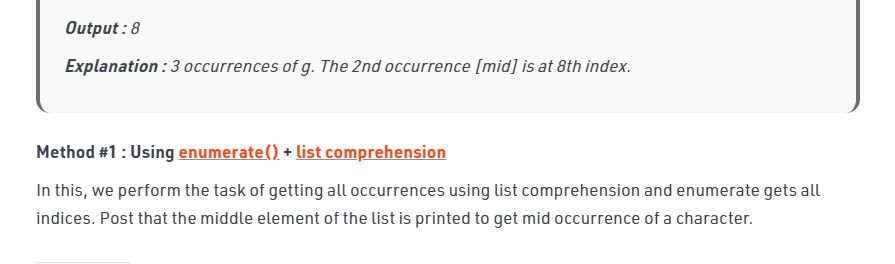 Output : 8
Explanation : 3 occurrences of g. The 2nd occurrence [mid] is at 8th index.
Method #1 : Using enumerate() + list comprehension
In this, we perform the task of getting all occurrences using list comprehension and enumerate gets all
indices. Post that the middle element of the list is printed to get mid occurrence of a character.